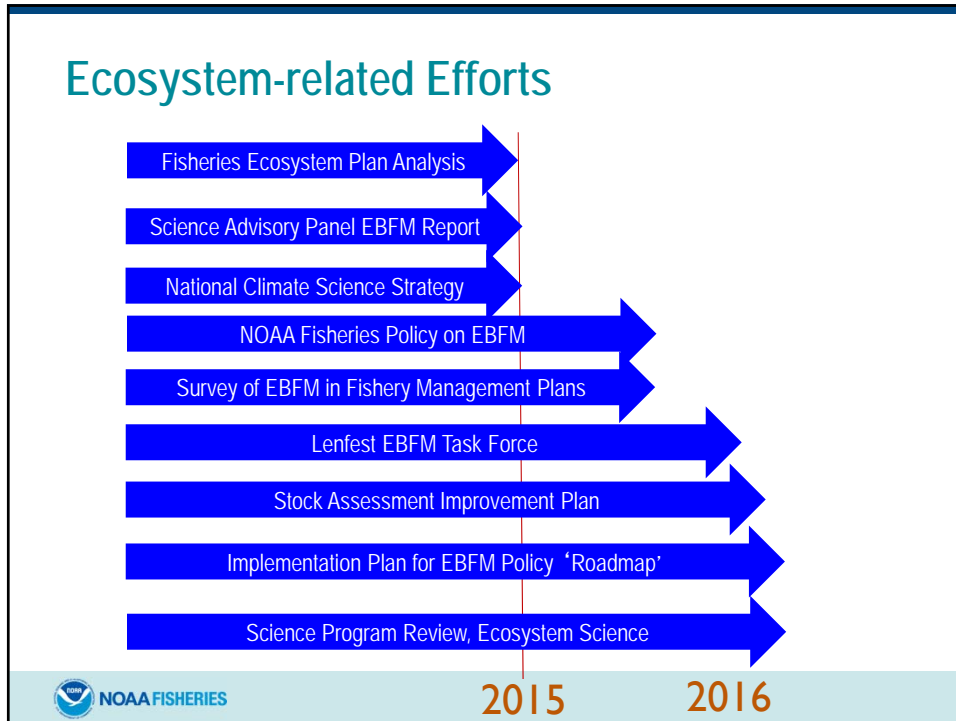 Ecosystem-related Efforts
Fisheries Ecosystem Plan Analysis
Science Advisory Panel EBFM Report
National Climate Science Strategy
NOAA Fisheries Policy on EBFM
Survey of EBFM in Fishery Management Plans
Lenfest EBFM Task Force
Stock Assessment Improvement Plan
Implementation Plan for EBFM Policy ‘Roadmap’
Science Program Review, Ecosystem Science
NOAA
NOAA FISHERIES
2015
2016